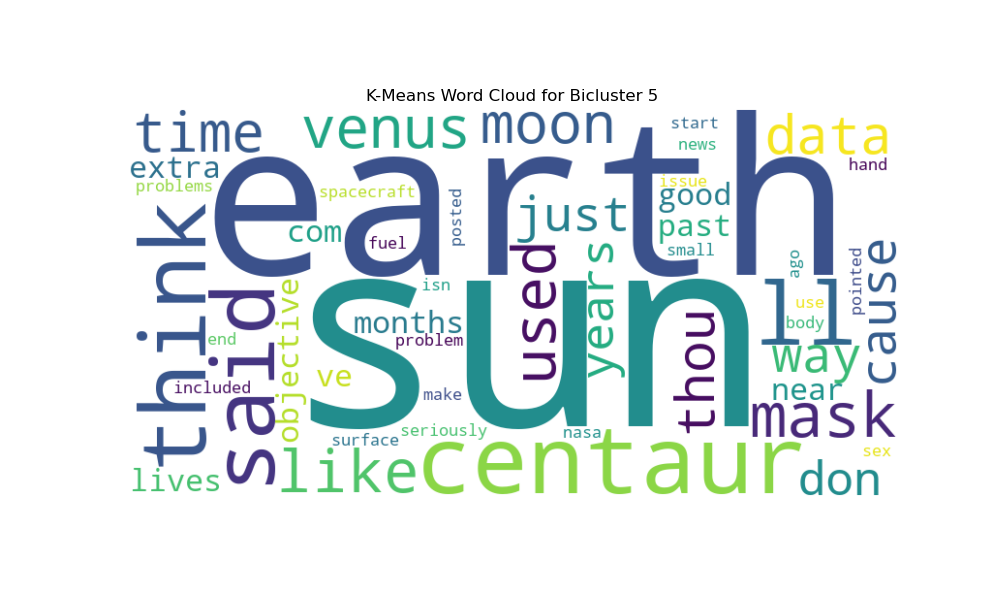 K-Means Word Cloud for Bicluster 5
time
venus
moon
start
data
extra
earth
news
hand
problems
spacecraft
posted
issue
good
com
fuel
just
past
small
think
said
used
years
ago
pointed
cause
isn
sun
ll
use
objective
months
body
end
problem
thou
way
included
ve
make
near
mask
surface
seriously
nasa
sex
lives
like
centaur
don